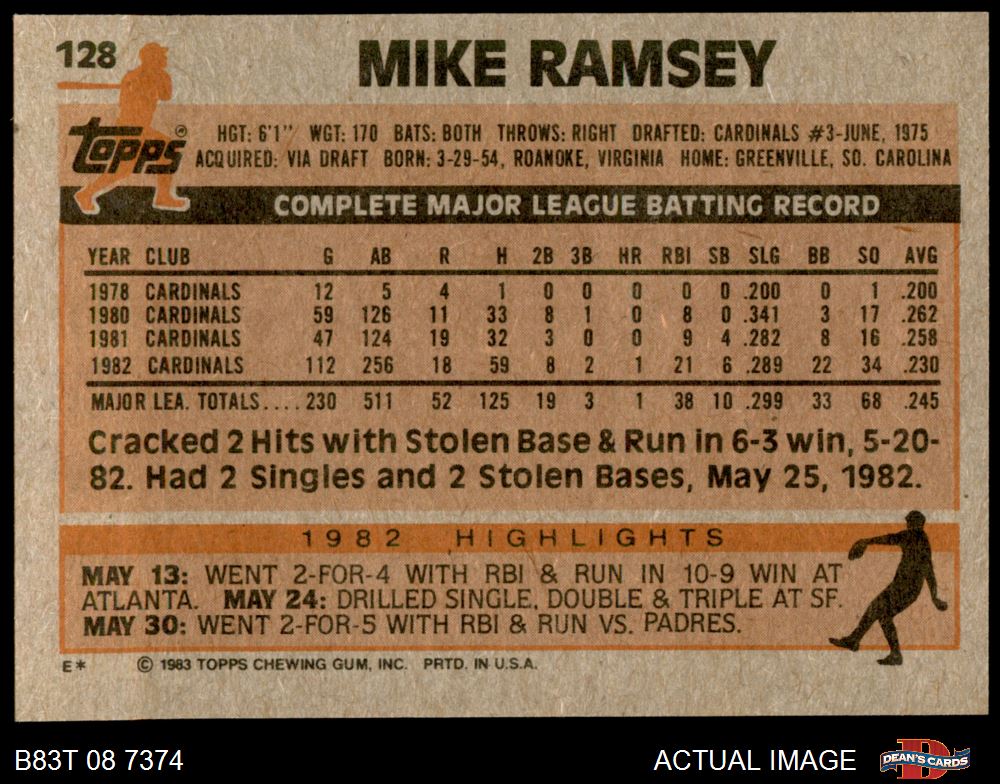 128
MIKE RAMSEY
Topps®
HGT: 6'1" WGT: 170 BATS: BOTH THROWS: RIGHT DRAFTED: CARDINALS #3-JUNE, 1975
ACQUIRED: VIA DRAFT BORN: 3-29-54, ROANOKE, VIRGINIA HOME: GREENVILLE, SO. CAROLINA
COMPLETE MAJOR LEAGUE BATTING RECORD
YEAR CLUB G AB R H 2B 3B HR RBI SB SLG BB SO AVG
1978 CARDINALS 12 5 4 1 0 0 0 0 0 .200 0 1 .200
1980 CARDINALS 59 126 11 33 8 1 0 8 0 .341 3 17 .262
1981 CARDINALS 47 124 19 32 3 0 0 9 4 .282 8 16 .258
1982 CARDINALS 112 256 18 59 8 2 1 21 6 .289 22 34 .230
MAJOR LEA. TOTALS.... 230 511 52 125 19 3 1 38 10 .299 33 68 .245
Cracked 2 Hits with Stolen Base & Run in 6-3 win, 5-20-
82. Had 2 Singles and 2 Stolen Bases, May 25, 1982.
1982 HIGHLIGHTS
MAY 13: WENT 2-FOR-4 WITH RBI & RUN IN 10-9 WIN AT
ATLANTA. MAY 24: DRILLED SINGLE, DOUBLE & TRIPLE AT SF.
MAY 30: WENT 2-FOR-5 WITH RBI & RUN VS. PADRES.
E* © 1983 TOPPS CHEWING GUM, INC. PRTD. IN U.S.A.
B83T 08 7374 ACTUAL IMAGE D DEAN'S CARDS